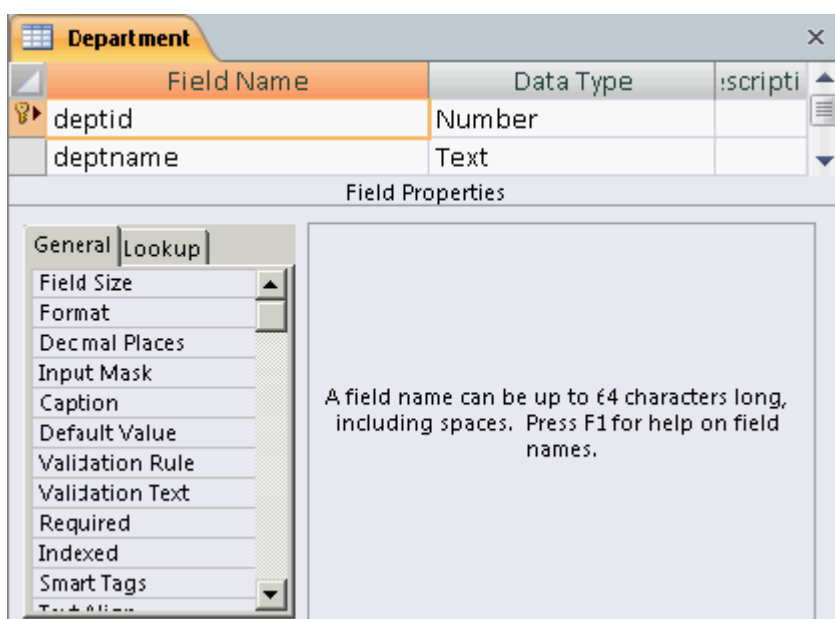 Department
Field Name Data Type scripti
deptid Number
deptname Text
Field Properties
General Lookup
Field Size
Format
Decmal Places
Input Mask
Caption
Default Value
Validation Rule
Validation Text
Required
Indexed
Smart Tags
A field name can be up to 64 characters long,
including spaces. Press F1 for help on field
names.